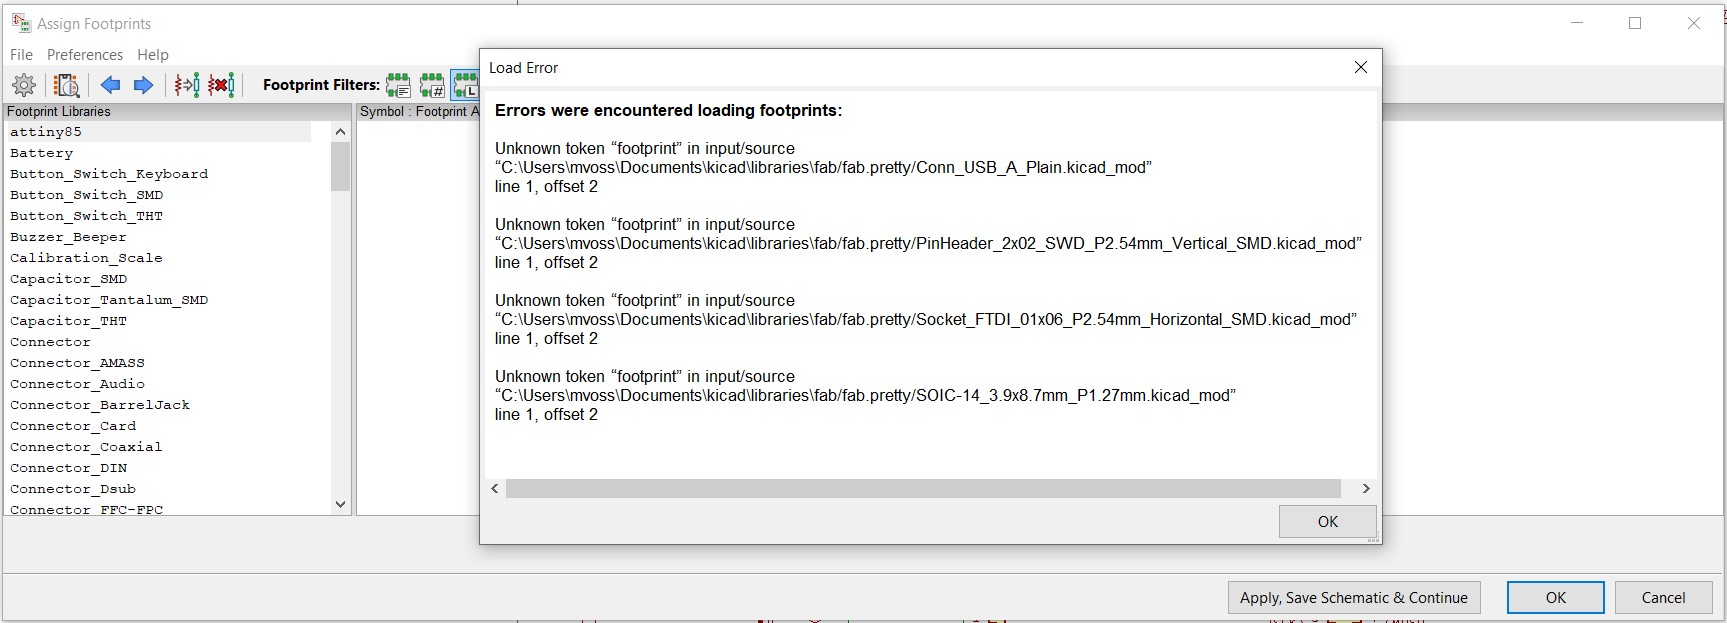 Assign Footprints
File Preferences Help
Footprint Filters:
Footprint Libraries
Symbol : Footprint A
attiny85
Battery
Button_Switch_Keyboard
Button_Switch_SMD
Button_Switch_THT
Buzzer_Beeper
Calibration_Scale
Capacitor_SMD
Capacitor_Tantalum_SMD
Capacitor_THT
Connector
Connector_AMASS
Connector_Audio
Connector_BarrelJack
Connector_Card
Connector_Coaxial
Connector_DIN
Connector_Dsub
Connector_FFC-FPC
Load Error
Errors were encountered loading footprints:
Unknown token “footprint” in input/source
“C:\Users\mvoss\Documents\kicad\libraries\fab/fab.pretty/Conn_USB_A_Plain.kicad_mod”
line 1, offset 2
Unknown token “footprint” in input/source
“C:\Users\mvoss\Documents\kicad\libraries\fab/fab.pretty/PinHeader_2x02_SWD_P2.54mm_Vertical_SMD.kicad_mod”
line 1, offset 2
Unknown token “footprint” in input/source
“C:\Users\mvoss\Documents\kicad\libraries\fab/fab.pretty/Socket_FTDI_01x06_P2.54mm_Horizontal_SMD.kicad_mod”
line 1, offset 2
Unknown token “footprint” in input/source
“C:\Users\mvoss\Documents\kicad\libraries\fab/fab.pretty/SOIC-14_3.9x8.7mm_P1.27mm.kicad_mod”
line 1, offset 2
OK
Apply, Save Schematic & Continue
OK
Cancel